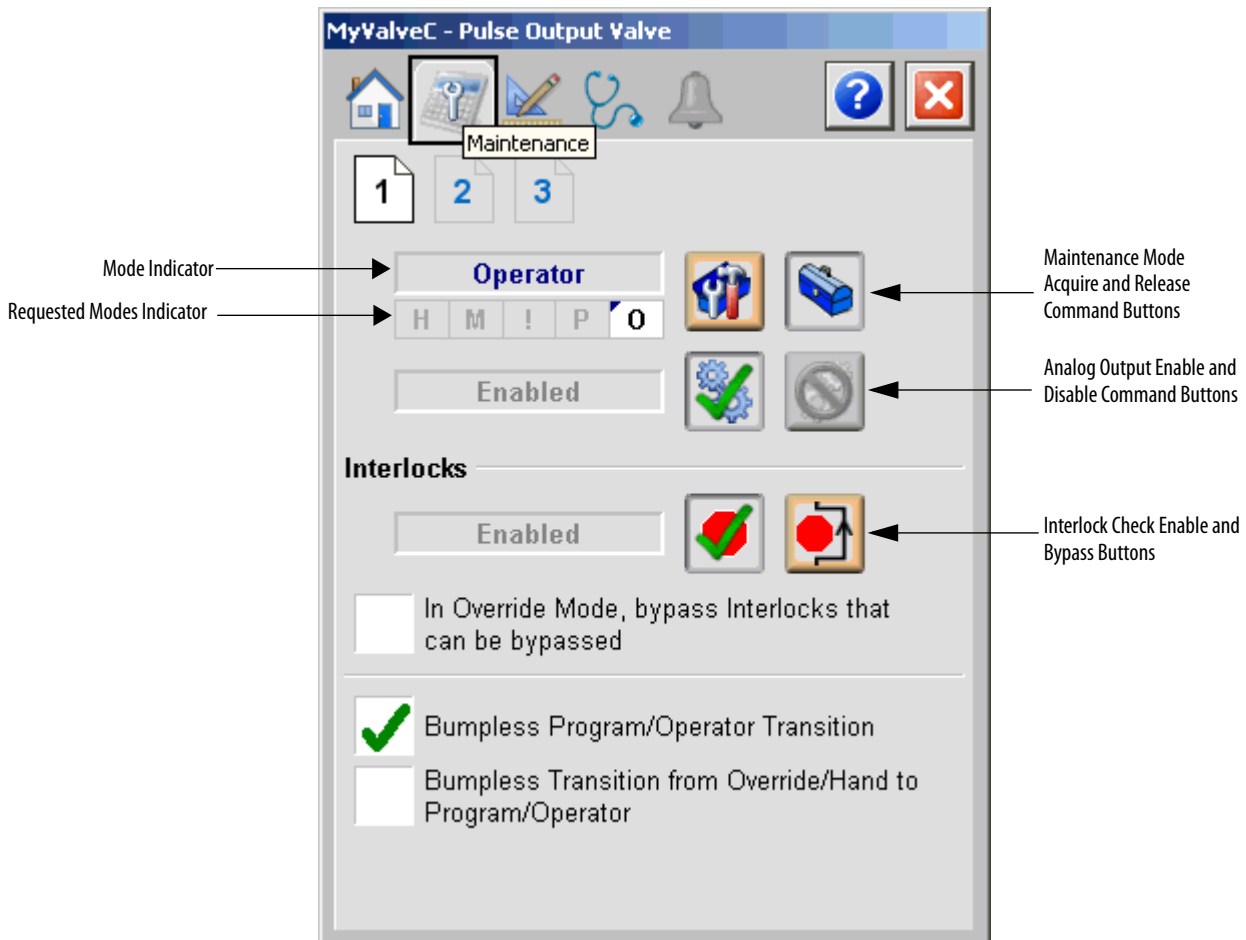 MyValveC - Pulse Output Valve
?
Maintenance
1 2 3
Mode Indicator
Operator
Maintenance Mode
Acquire and Release
Command Buttons
Requested Modes Indicator
H M ! P O
Enabled
Analog Output Enable and
Disable Command Buttons
Interlocks
Enabled
Interlock Check Enable and
Bypass Buttons
In Override Mode, bypass Interlocks that
can be bypassed
Bumpless Program/Operator Transition
Bumpless Transition from Override/Hand to
Program/Operator